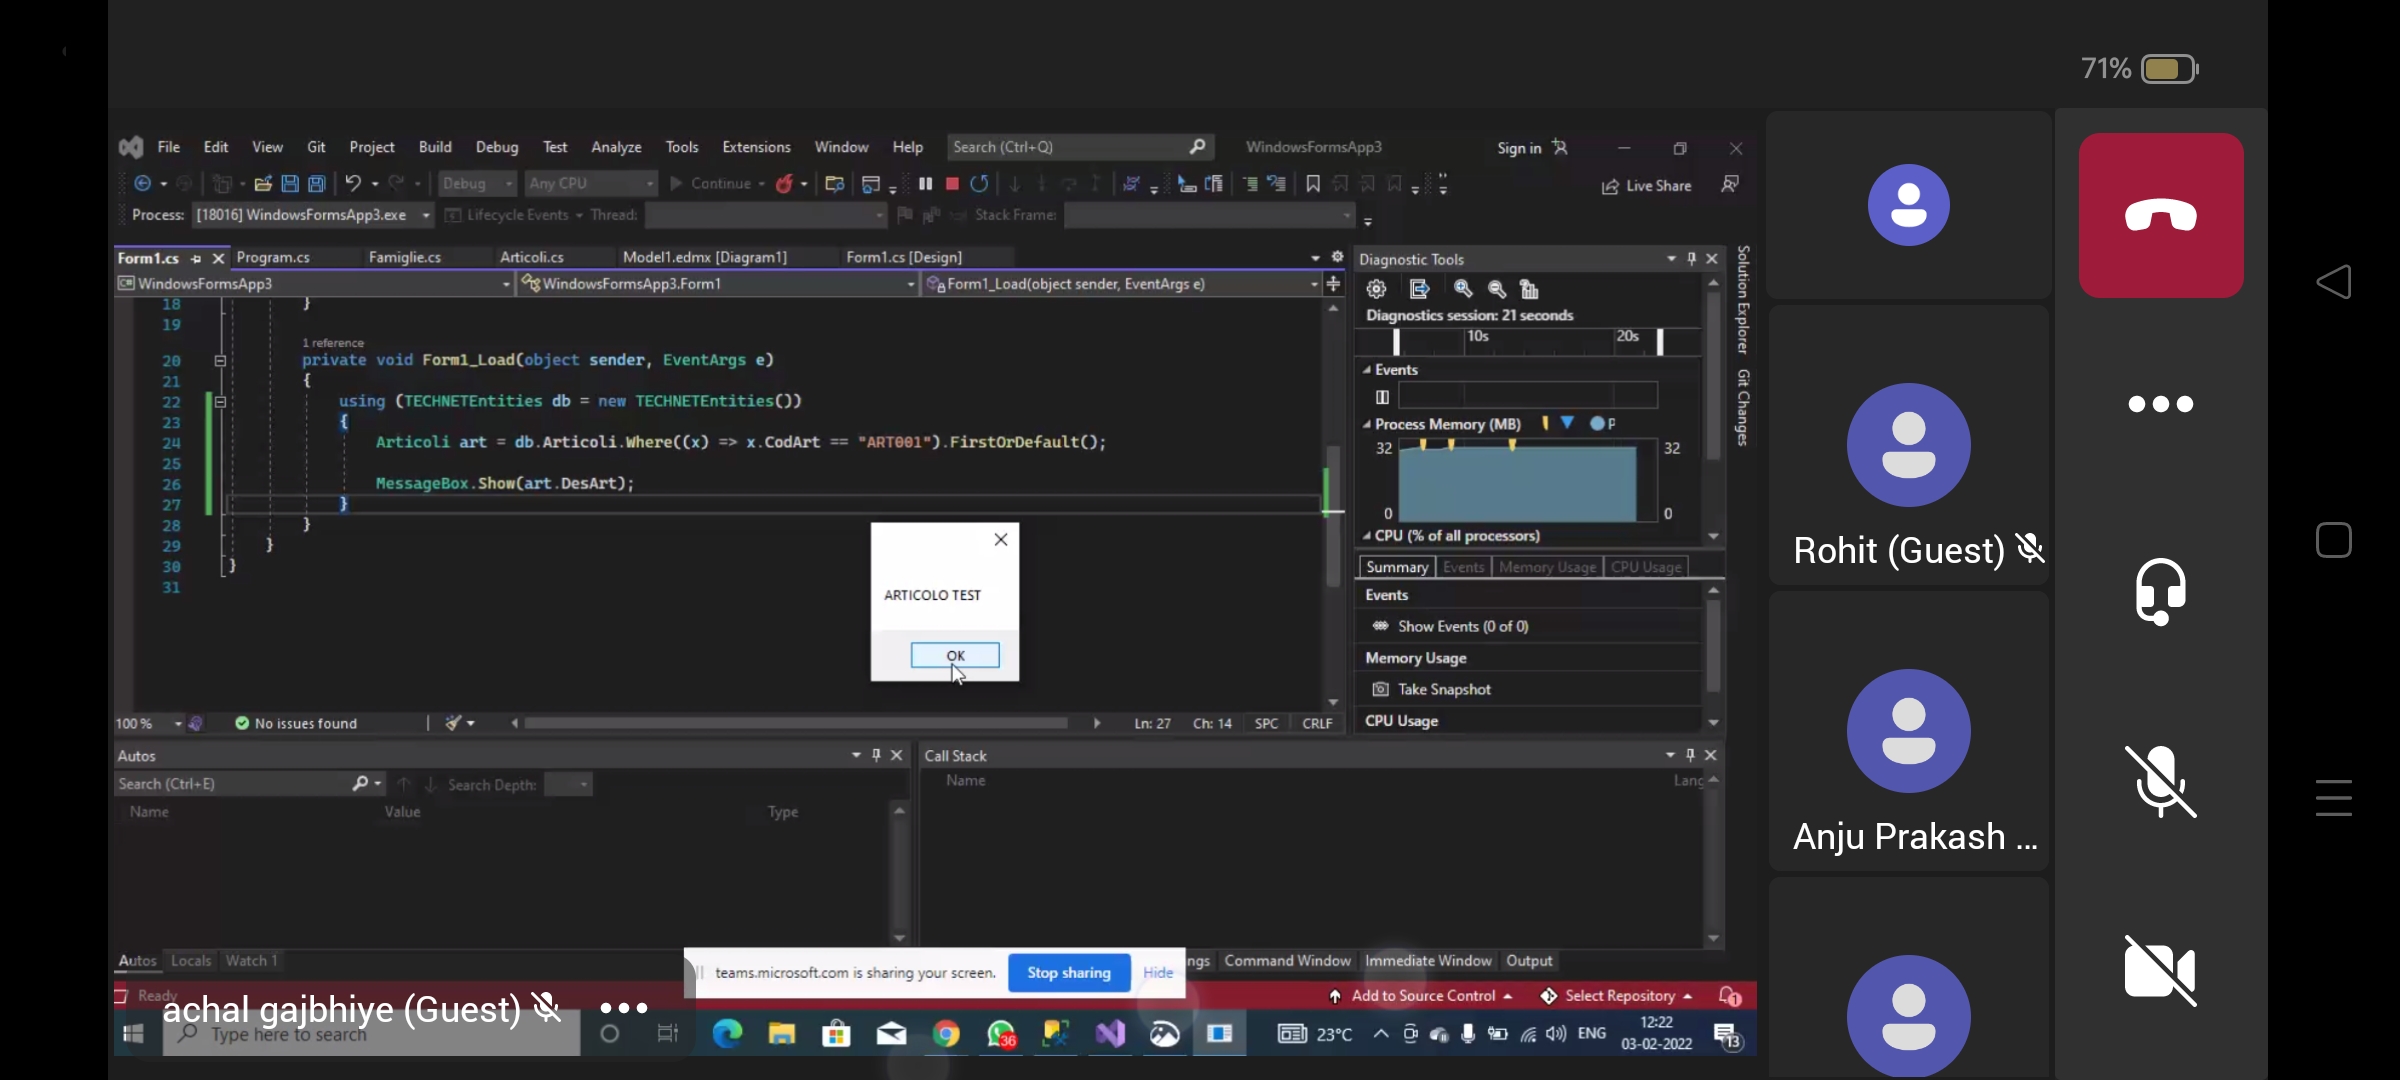 71%
File Edit View Git Project Build Debug Test Analyze Tools Extensions Window Help Search (Ctrl+Q) WindowsFormsApp3 Sign in
Debug Any CPU Continue Live Share
Process: [18016] WindowsFormsApp3.exe Lifecycle Events Thread: Stack Frame:
Form1.cs Program.cs Famiglie.cs Articoli.cs Model1.edmx [Diagram1] Form1.cs [Design]
WindowsFormsApp3 WindowsFormsApp3.Form1 Form1_Load(object sender, EventArgs e)
18 }
19
1 reference
20 private void Form1_Load(object sender, EventArgs e)
21 {
22 using (TECHNETEntities db = new TECHNETEntities())
23 {
24 Articoli art = db.Articoli.Where((x) => x.CodArt == "ART001").FirstOrDefault();
25
26 MessageBox.Show(art.DesArt);
27 }
28 }
29 }
30 }
31
ARTICOLO TEST
OK
100 % No issues found Ln: 27 Ch: 14 SPC CRLF
Diagnostic Tools
Diagnostics session: 21 seconds
10s 20s
Events
Process Memory (MB) P
32 32
0 0
CPU (% of all processors)
Summary Events Memory Usage CPU Usage
Events
Show Events (0 of 0)
Memory Usage
Take Snapshot
CPU Usage
Solution Explorer
Git Changes
Autos
Search (Ctrl+E) Search Depth:
Name Value Type
Call Stack
Name Lang
Autos Locals Watch 1
ngs Command Window Immediate Window Output
teams.microsoft.com is sharing your screen. Stop sharing Hide
Ready
Add to Source Control Select Repository 1
achal gajbhiye (Guest)
Type here to search
36
23°C ENG 12:22
03-02-2022
13
Rohit (Guest)
Anju Prakash ...